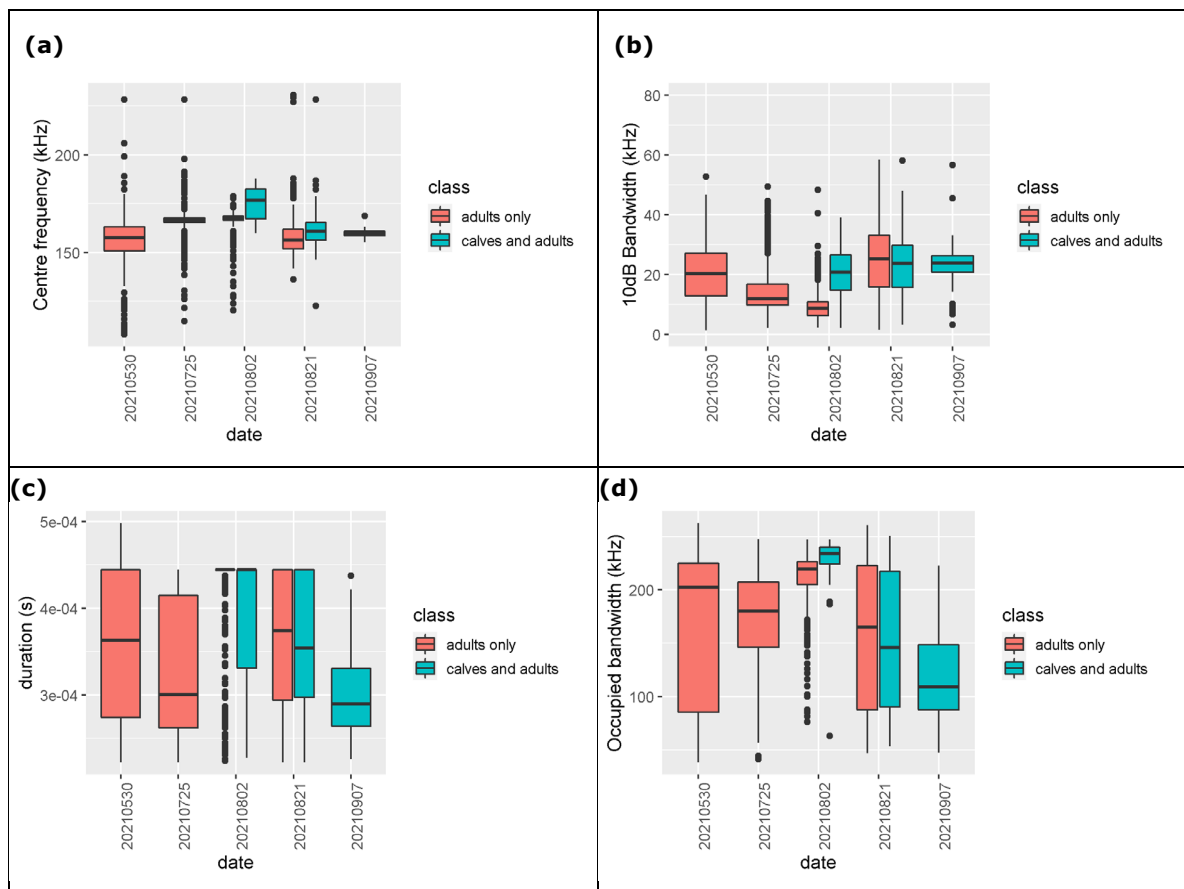 (a)
Centre frequency (kHz)
200
150
20210530
20210725
20210802
20210821
20210907
date
class
adults only
calves and adults
(b)
10dB Bandwidth (kHz)
80
60
40
20
0
20210530
20210725
20210802
20210821
20210907
date
class
adults only
calves and adults
(c)
duration (s)
5e-04
4e-04
3e-04
20210530
20210725
20210802
20210821
20210907
date
class
adults only
calves and adults
(d)
Occupied bandwidth (kHz)
200
100
20210530
20210725
20210802
20210821
20210907
date
class
adults only
calves and adults